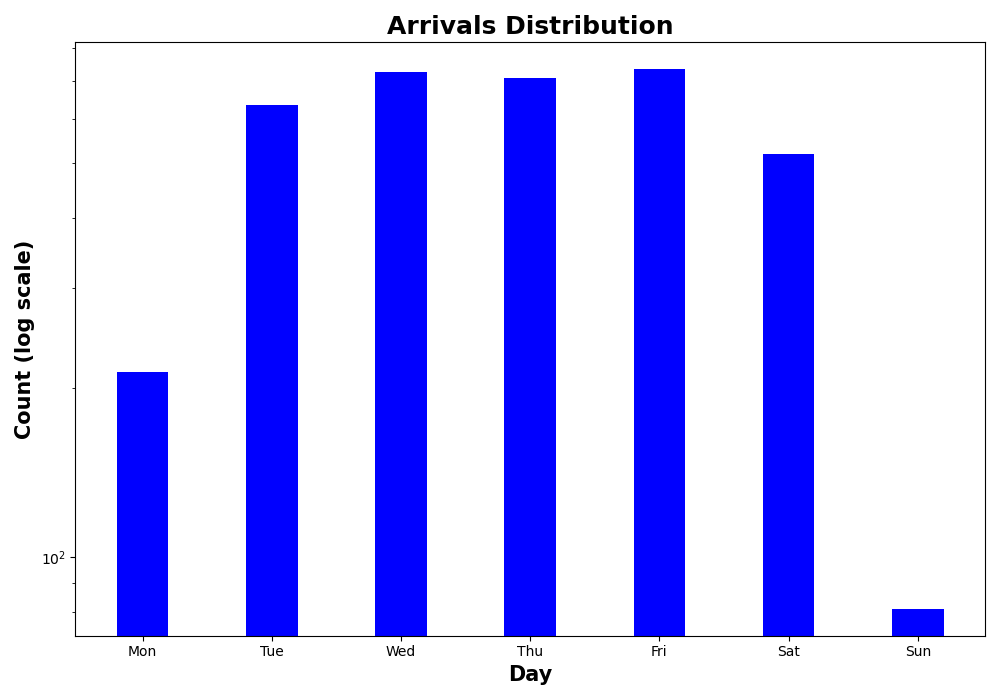 Arrivals Distribution
Count (log scale)
10²
Mon Tue Wed Thu Fri Sat Sun
Day